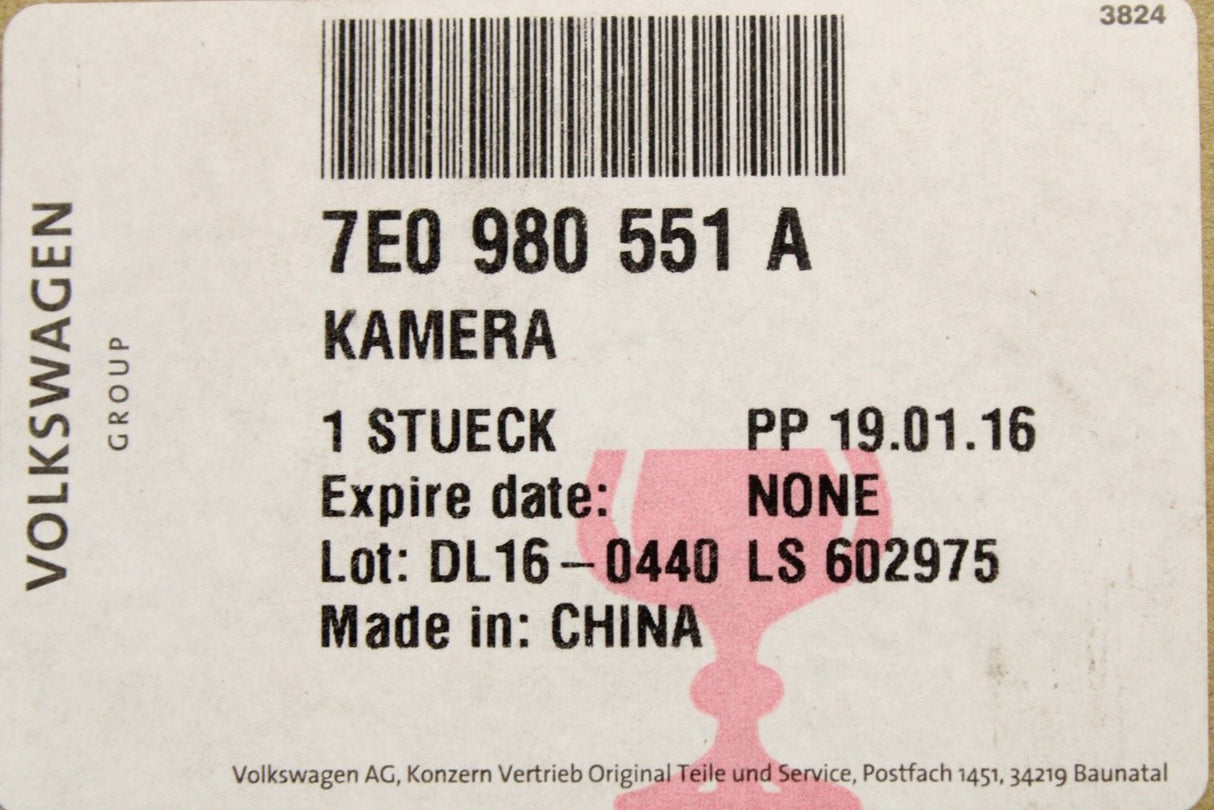 3824
VOLKSWAGEN
GROUP
7E0 980 551 A
KAMERA
1 STUECK PP 19.01.16
Expire date: NONE
Lot: DL16-0440 LS 602975
Made in: CHINA
Volkswagen AG, Konzern Vertrieb Original Teile und Service, Postfach 1451, 34219 Baunatal